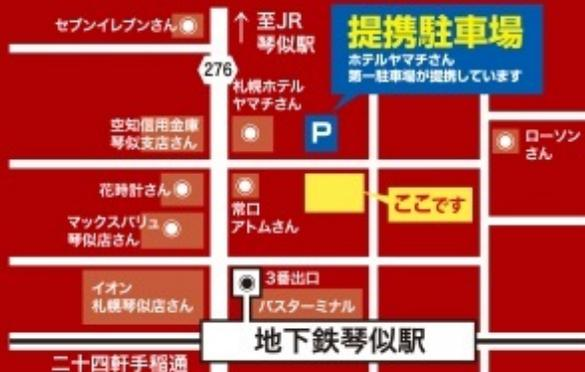 セブンイレブンさん
↑ 至JR
琴似駅
提携駐車場
ホテルヤマチさん
第一駐車場が提携しています
276
札幌ホテル
ヤマチさん
P
空知信用金庫
琴似支店さん
ローソン
さん
花時計さん
常口
アトムさん
ここです
マックスバリュ
琴似店さん
イオン
札幌琴似店さん
3番出口
バスターミナル
地下鉄琴似駅
二十四軒手稲通